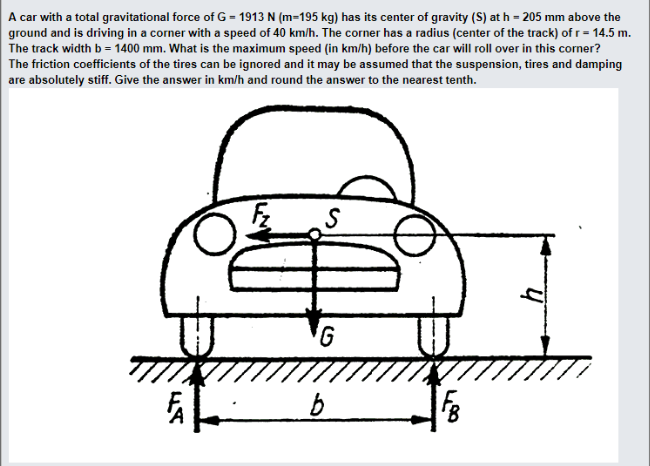 A car with a total gravitational force of G = 1913 N (m=195 kg) has its center of gravity (S) at h = 205 mm above the
ground and is driving in a corner with a speed of 40 km/h. The corner has a radius (center of the track) of r = 14.5 m.
The track width b = 1400 mm. What is the maximum speed (in km/h) before the car will roll over in this corner?
The friction coefficients of the tires can be ignored and it may be assumed that the suspension, tires and damping
are absolutely stiff. Give the answer in km/h and round the answer to the nearest tenth.
Fz S
h
G
FA b FB